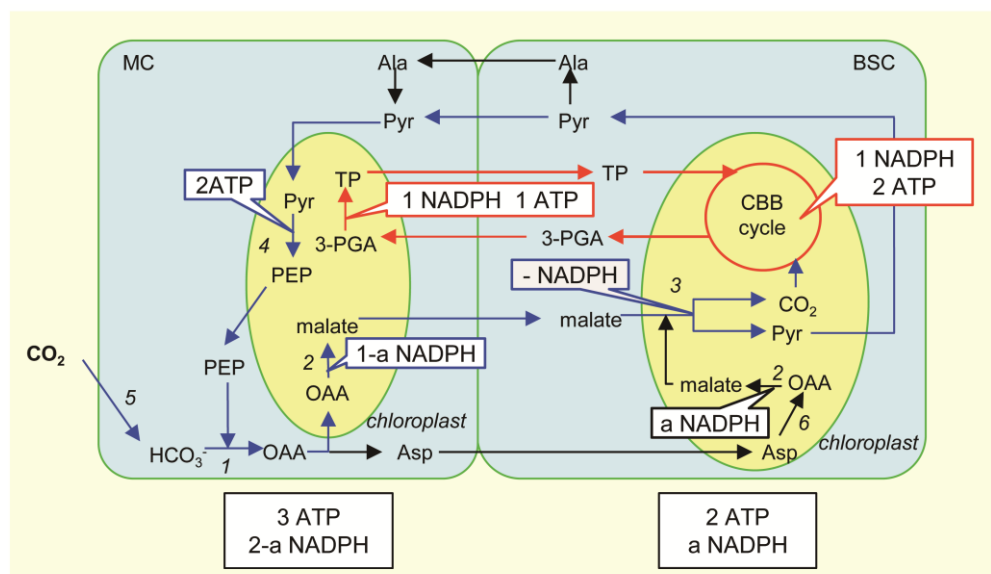 MC
Ala
Ala
BSC
Pyr
Pyr
2ATP
Pyr
TP
TP
1 NADPH
2 ATP
1 NADPH 1 ATP
CBB
cycle
4
3-PGA
3-PGA
PEP
- NADPH
3
CO2
malate
malate
Pyr
CO2
PEP
2
1-a NADPH
OAA
malate
2
OAA
5
a NADPH
6
chloroplast
chloroplast
HCO3-
1
OAA
Asp
Asp
3 ATP
2-a NADPH
2 ATP
a NADPH